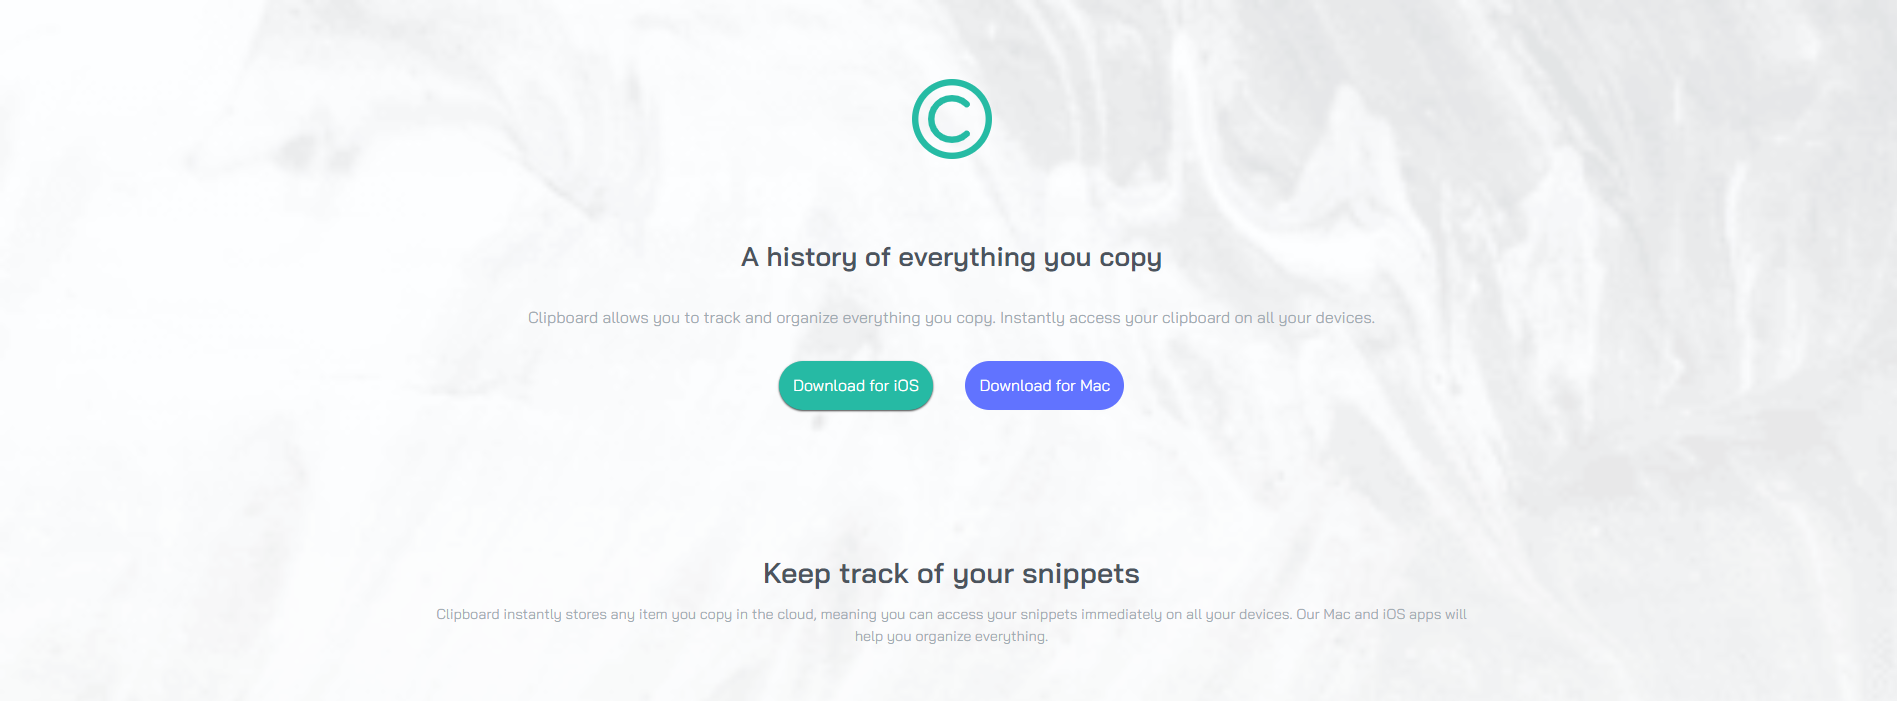 A history of everything you copy
Clipboard allows you to track and organize everything you copy. Instantly access your clipboard on all your devices.
Download for iOS
Download for Mac
Keep track of your snippets
Clipboard instantly stores any item you copy in the cloud, meaning you can access your snippets immediately on all your devices. Our Mac and iOS apps will
help you organize everything.